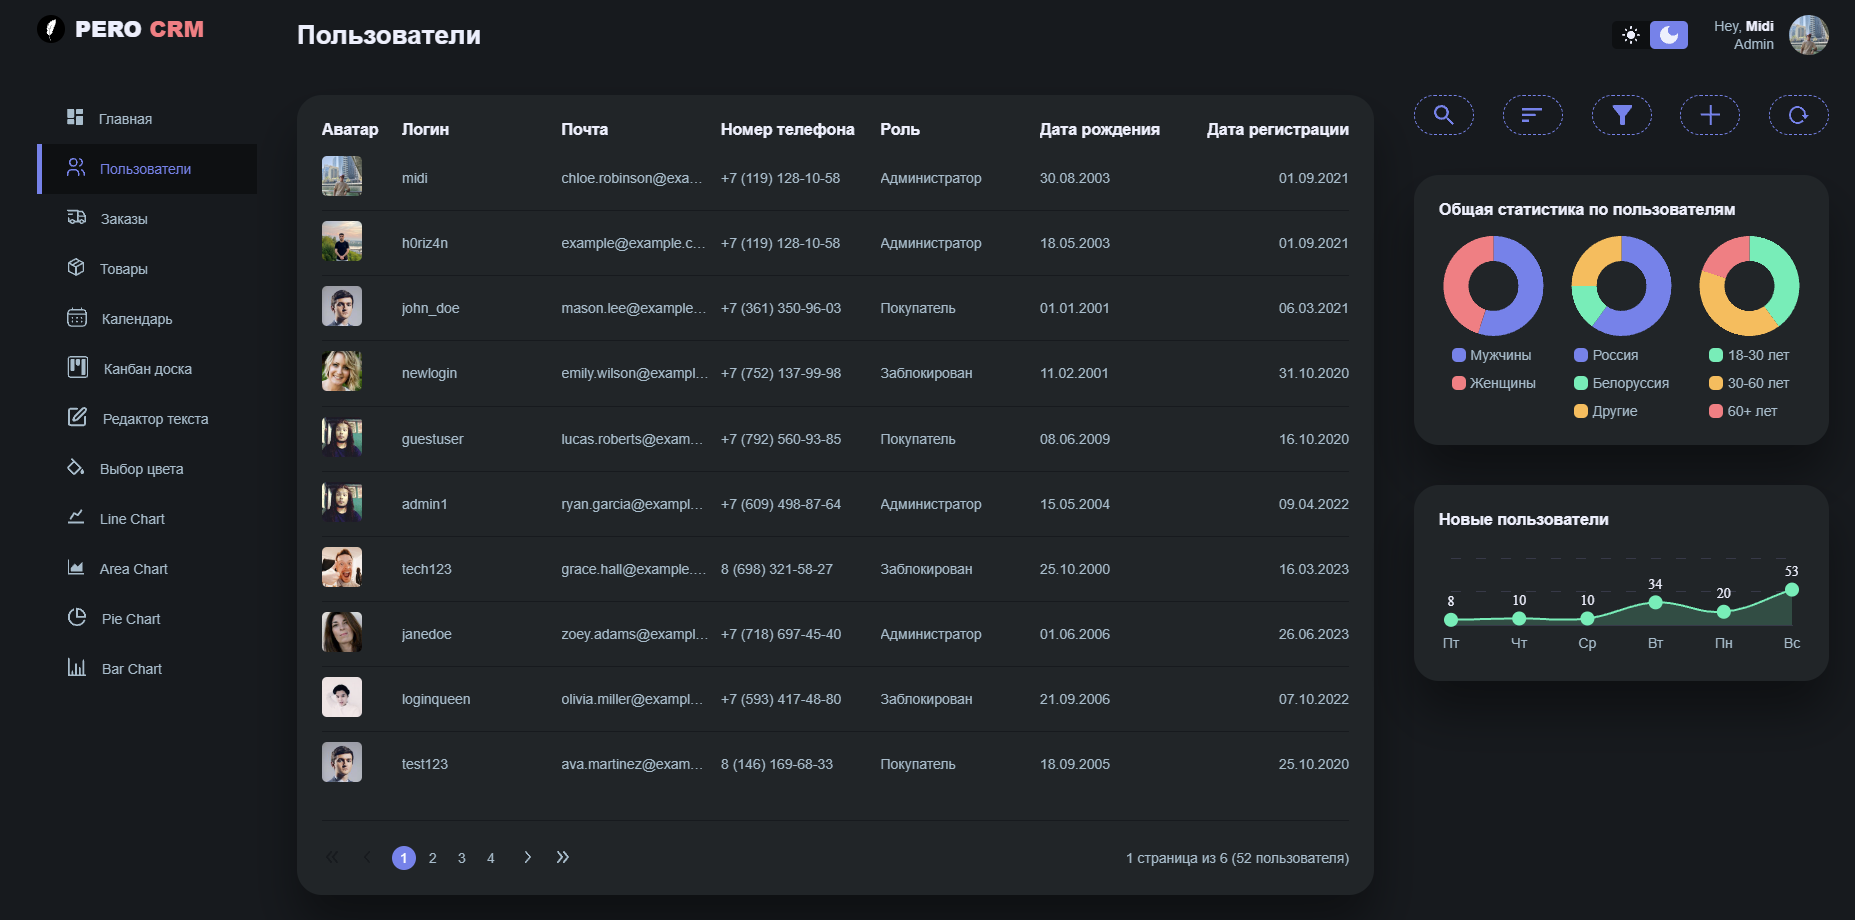 PERO CRM
Пользователи
Hey, Midi
Admin
Главная
Пользователи
Заказы
Товары
Календарь
Канбан доска
Редактор текста
Выбор цвета
Line Chart
Area Chart
Pie Chart
Bar Chart
Аватар Логин Почта Номер телефона Роль Дата рождения Дата регистрации
midi chloe.robinson@exa... +7 (119) 128-10-58 Администратор 30.08.2003 01.09.2021
h0riz4n example@example.c... +7 (119) 128-10-58 Администратор 18.05.2003 01.09.2021
john_doe mason.lee@example... +7 (361) 350-96-03 Покупатель 01.01.2001 06.03.2021
newlogin emily.wilson@exampl... +7 (752) 137-99-98 Заблокирован 11.02.2001 31.10.2020
guestuser lucas.roberts@exam... +7 (792) 560-93-85 Покупатель 08.06.2009 16.10.2020
admin1 ryan.garcia@exampl... +7 (609) 498-87-64 Администратор 15.05.2004 09.04.2022
tech123 grace.hall@example.... 8 (698) 321-58-27 Заблокирован 25.10.2000 16.03.2023
janedoe zoey.adams@exampl... +7 (718) 697-45-40 Администратор 01.06.2006 26.06.2023
loginqueen olivia.miller@exampl... +7 (593) 417-48-80 Заблокирован 21.09.2006 07.10.2022
test123 ava.martinez@exam... 8 (146) 169-68-33 Покупатель 18.09.2005 25.10.2020
1 2 3 4
1 страница из 6 (52 пользователя)
Общая статистика по пользователям
Мужчины
Женщины
Россия
Белоруссия
Другие
18-30 лет
30-60 лет
60+ лет
Новые пользователи
8 10 10 34 20 53
Пт Чт Ср Вт Пн Вс